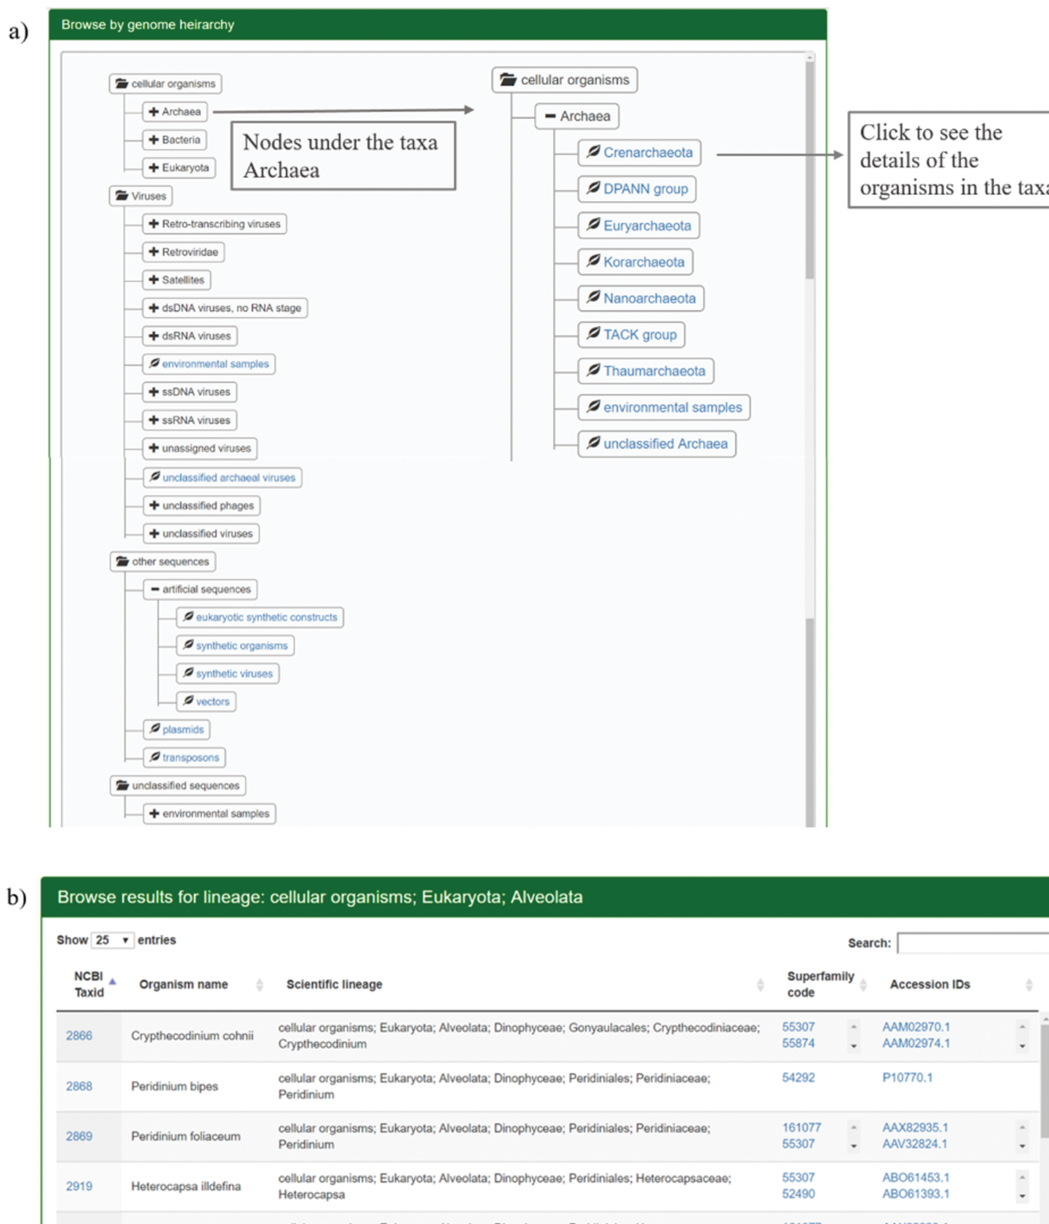 a)
Browse by genome heirarchy
cellular organisms
Archaea
Bacteria
Eukaryota
Viruses
Retro-transcribing viruses
Retroviridae
Satellites
dsDNA viruses, no RNA stage
dsRNA viruses
environmental samples
ssDNA viruses
ssRNA viruses
unassigned viruses
unclassified archaeal viruses
unclassified phages
unclassified viruses
other sequences
artificial sequences
eukaryotic synthetic constructs
synthetic organisms
synthetic viruses
vectors
plasmids
transposons
unclassified sequences
environmental samples
Nodes under the taxa
Archaea
cellular organisms
Archaea
Crenarchaeota
DPANN group
Euryarchaeota
Korarchaeota
Nanoarchaeota
TACK group
Thaumarchaeota
environmental samples
unclassified Archaea
Click to see the
details of the
organisms in the taxa
b)
Browse results for lineage: cellular organisms; Eukaryota; Alveolata
Show 25 entries
Search:
NCBI
Taxid
Organism name
Scientific lineage
Superfamily
code
Accession IDs
2866
Crypthecodinium cohnii
cellular organisms; Eukaryota; Alveolata; Dinophyceae; Gonyaulacales; Crypthecodiniaceae;
Crypthecodinium
55307
55874
AAM02970.1
AAM02974.1
2868
Peridinium bipes
cellular organisms; Eukaryota; Alveolata; Dinophyceae; Peridiniales; Peridiniaceae;
Peridinium
54292
P10770.1
2869
Peridinium foliaceum
cellular organisms; Eukaryota; Alveolata; Dinophyceae; Peridiniales; Peridiniaceae;
Peridinium
161077
55307
AAX82935.1
AAV32824.1
2919
Heterocapsa illdefina
cellular organisms; Eukaryota; Alveolata; Dinophyceae; Peridiniales; Heterocapsaceae;
Heterocapsa
55307
52490
ABO61453.1
ABO61393.1